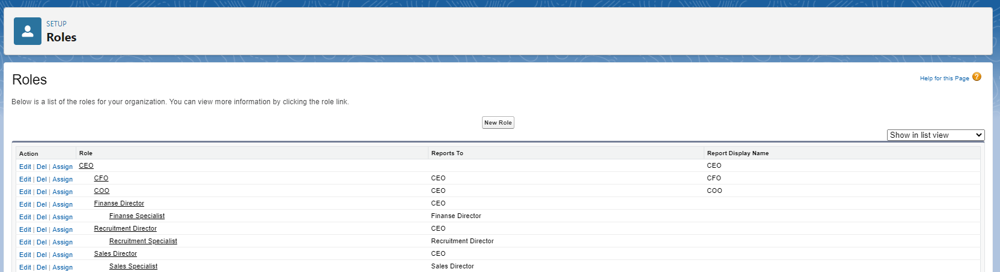 SETUP
Roles
Roles
Help for this Page ?
Below is a list of the roles for your organization. You can view more information by clicking the role link.
New Role
Show in list view
Action Role Reports To Report Display Name
Edit | Del | Assign CEO CEO
Edit | Del | Assign CFO CEO CFO
Edit | Del | Assign COO CEO COO
Edit | Del | Assign Finanse Director CEO
Edit | Del | Assign Finanse Specialist Finanse Director
Edit | Del | Assign Recruitment Director CEO
Edit | Del | Assign Recruitment Specialist Recruitment Director
Edit | Del | Assign Sales Director CEO
Edit | Del | Assign Sales Specialist Sales Director